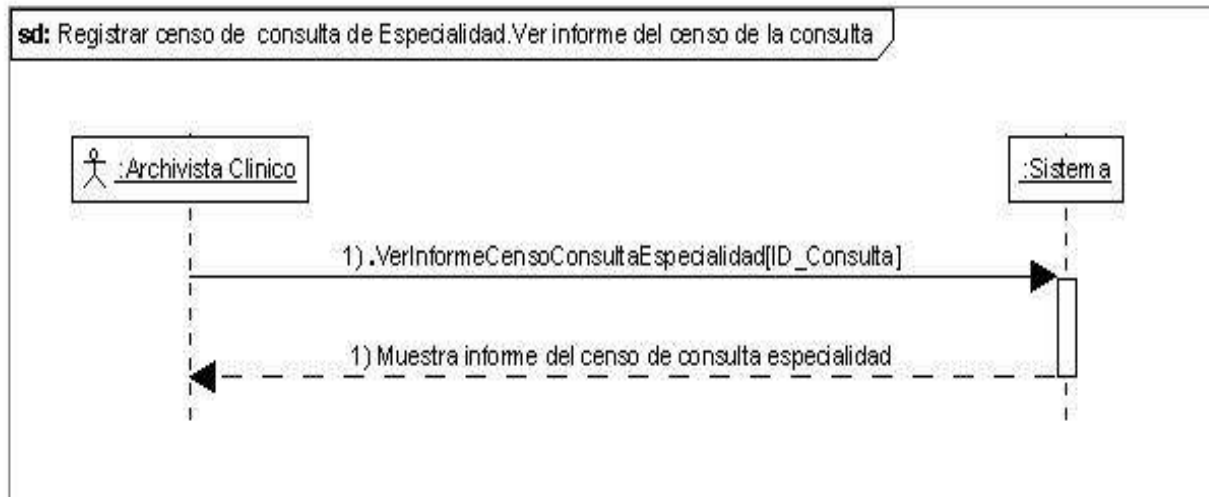 sd: Registrar censo de consulta de Especialidad.Ver informe del censo de la consulta
:Archivista Clinico
:Sistema
1) .VerInformeCensoConsultaEspecialidad[ID_Consulta]
1) Muestra informe del censo de consulta especialidad